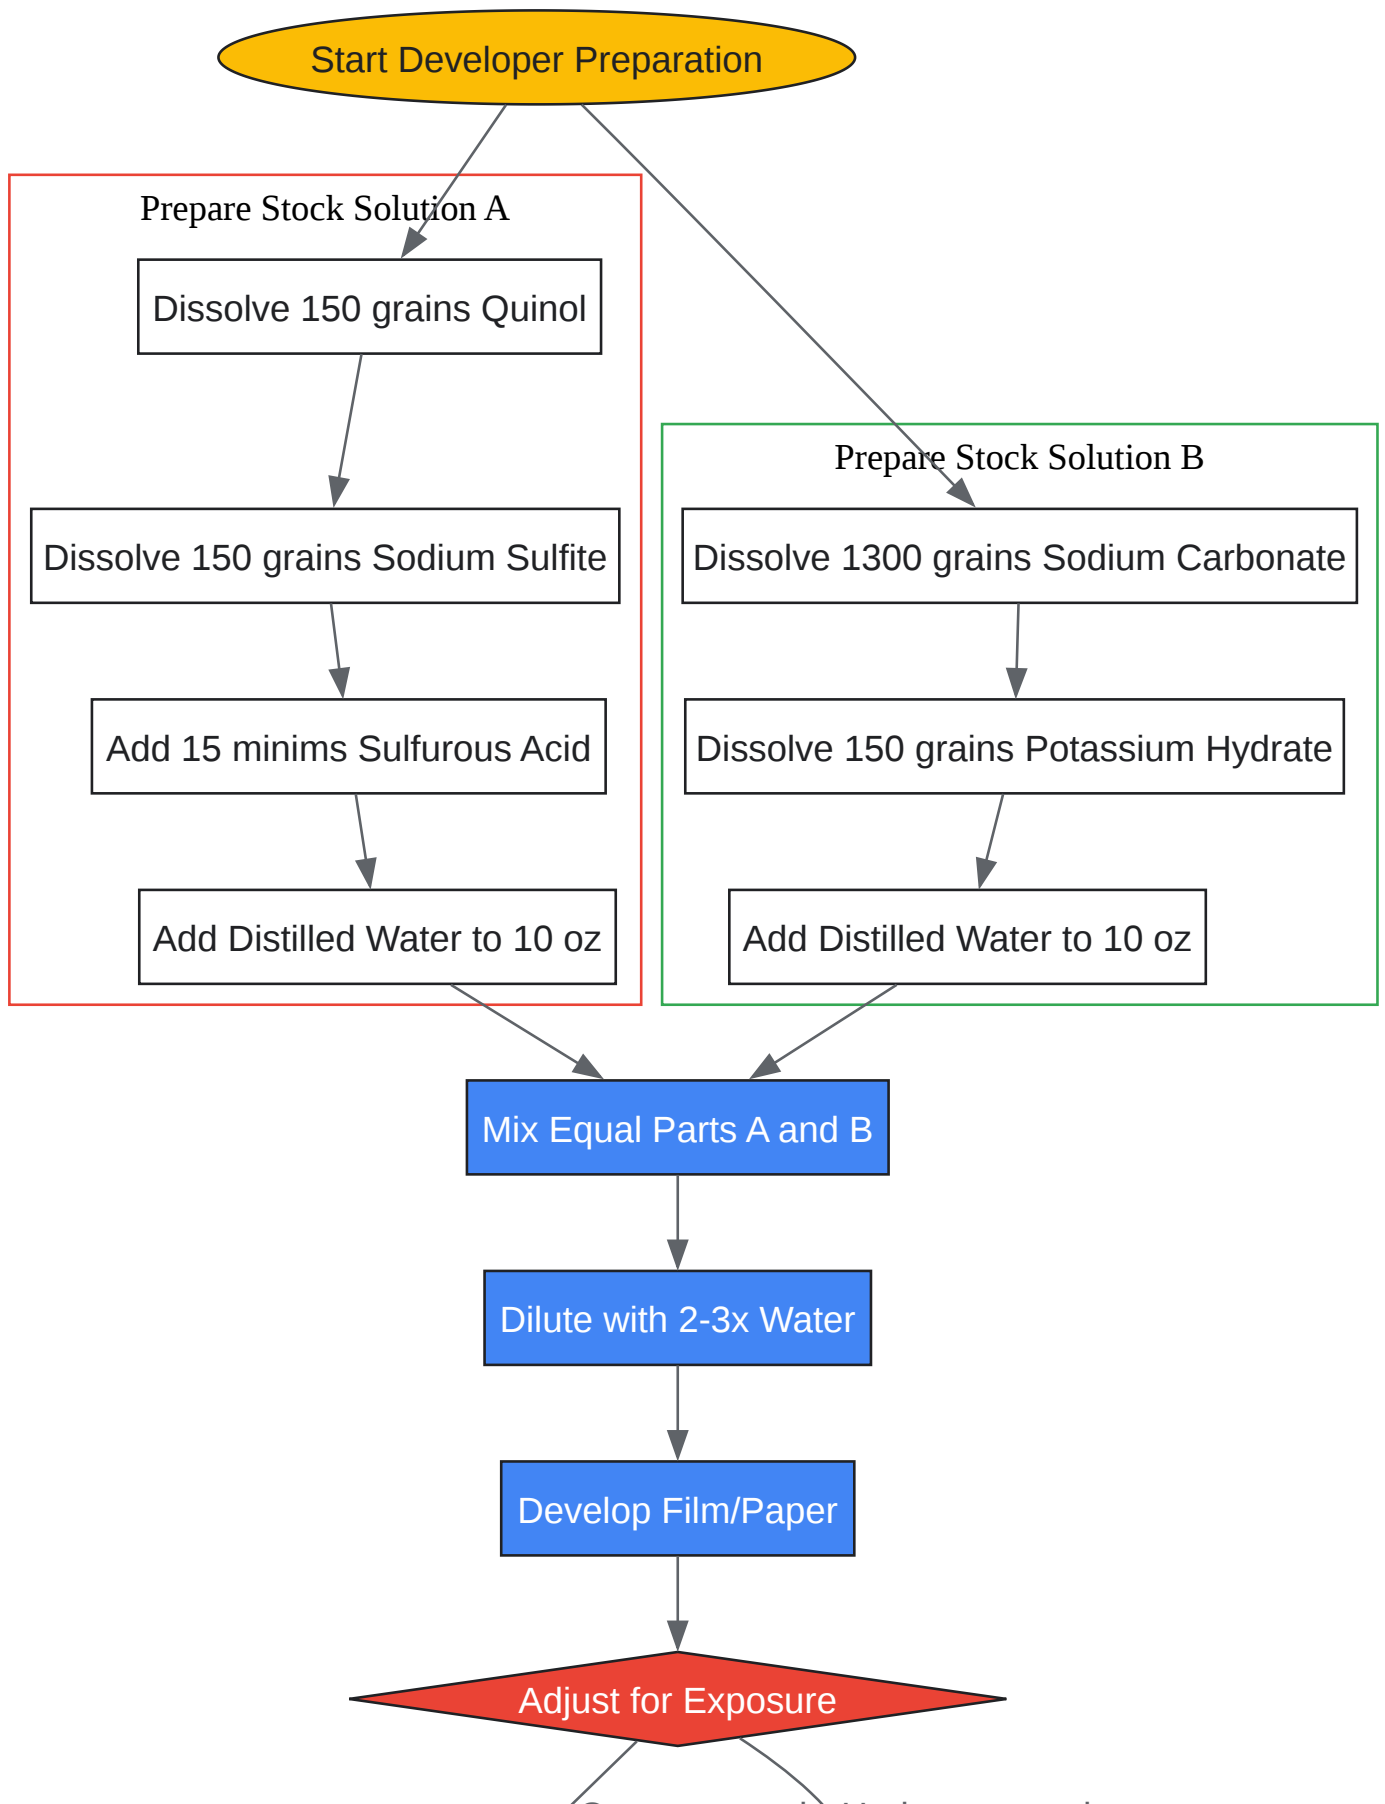 Start Developer Preparation
Prepare Stock Solution A
Dissolve 150 grains Quinol
Dissolve 150 grains Sodium Sulfite
Add 15 minims Sulfurous Acid
Add Distilled Water to 10 oz
Prepare Stock Solution B
Dissolve 1300 grains Sodium Carbonate
Dissolve 150 grains Potassium Hydrate
Add Distilled Water to 10 oz
Mix Equal Parts A and B
Dilute with 2-3x Water
Develop Film/Paper
Adjust for Exposure